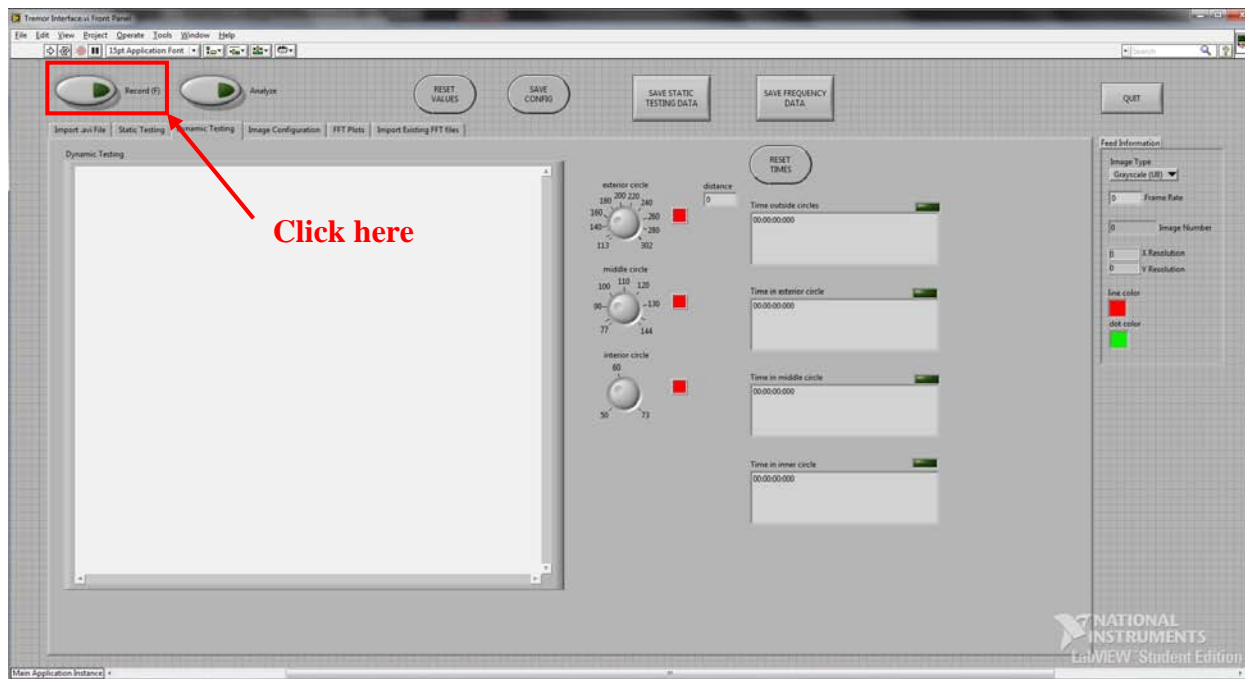 Tremor Interface.vi Front Panel
File Edit View Project Operate Tools Window Help
15pt Application Font
Search
Record (F)
Analyze
RESET
VALUES
SAVE
CONFIG
SAVE STATIC
TESTING DATA
SAVE FREQUENCY
DATA
QUIT
Import .avi File Static Testing Dynamic Testing Image Configuration FFT Plots Import Existing FFT files
Dynamic Testing
Click here
exterior circle
113 140 160 180 200 220 240 260 280 302
distance
0
middle circle
77 90 100 110 120 130 144
interior circle
50 60 73
RESET
TIMES
Time outside circles
00:00:00:000
Time in exterior circle
00:00:00:000
Time in middle circle
00:00:00:000
Time in inner circle
00:00:00:000
Feed Information
Image Type
Grayscale (U8)
0 Frame Rate
0 Image Number
0 X Resolution
0 Y Resolution
line color
dot color
NATIONAL
INSTRUMENTS
LabVIEW Student Edition
Main Application Instance